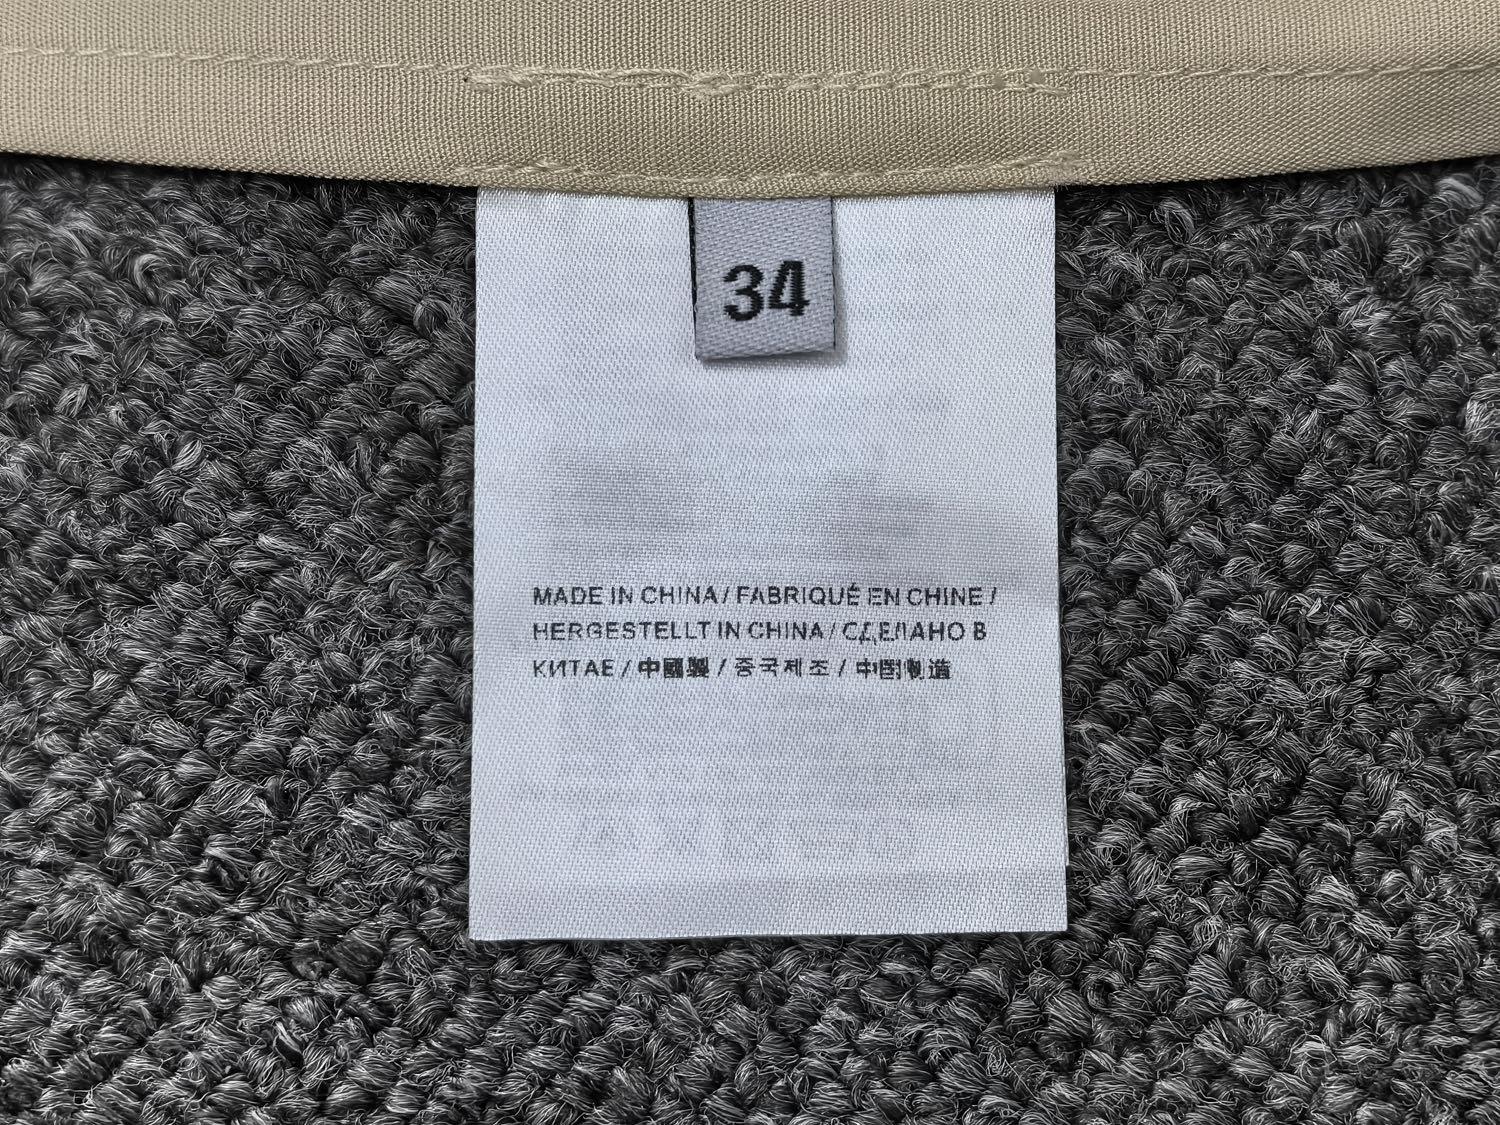 34
MADE IN CHINA / FABRIQUÉ EN CHINE /
HERGESTELLT IN CHINA / СДЕЛАНО В
КИТАЕ / 中國製 / 중국제조 / 中国制造